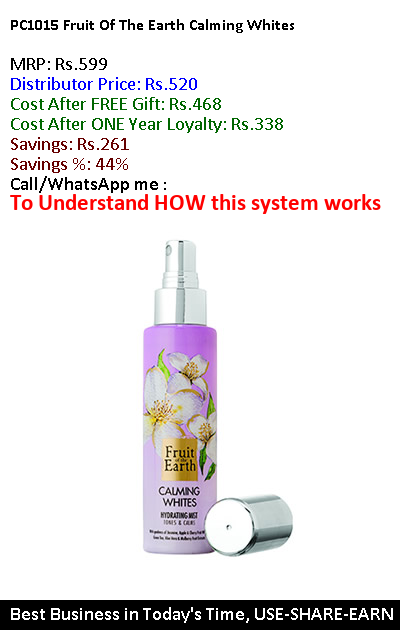 PC1015 Fruit Of The Earth Calming Whites
MRP: Rs.599
Distributor Price: Rs.520
Cost After FREE Gift: Rs.468
Cost After ONE Year Loyalty: Rs.338
Savings: Rs.261
Savings %: 44%
Call/WhatsApp me :
To Understand HOW this system works
Fruit
of the
Earth
CALMING
WHITES
HYDRATING MIST
TONES & CALMS
Best Business in Today's Time, USE-SHARE-EARN